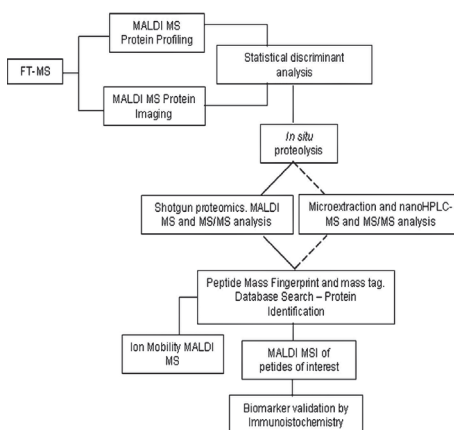 MALDI MS
Protein Profiling
FT-MS
Statistical discriminant
analysis
MALDI MS Protein
Imaging
In situ
proteolysis
Shotgun proteomics. MALDI
MS and MS/MS analysis
Microextraction and nanoHPLC-
MS and MS/MS analysis
Peptide Mass Fingerprint and mass tag.
Database Search – Protein
Identification
Ion Mobility MALDI
MS
MALDI MSI of
petides of interest
Biomarker validation by
Immunoistochemistry